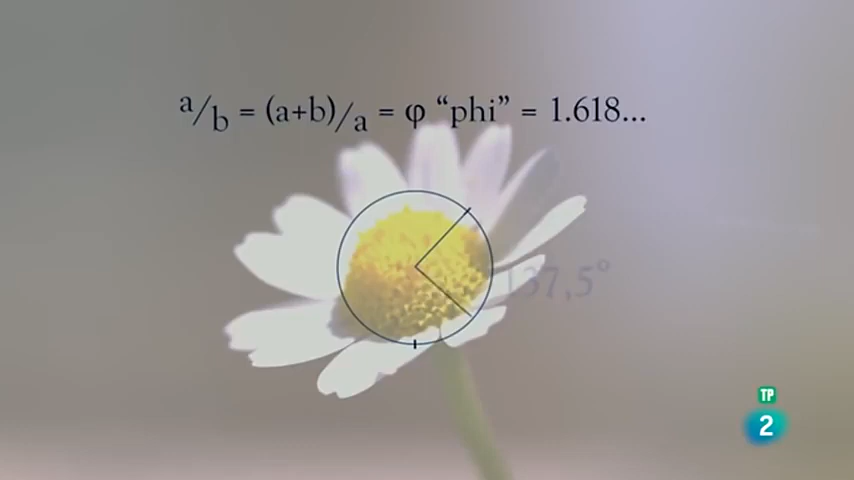 a/b = (a+b)/a = φ “phi” = 1.618...
137,5°
TP
2